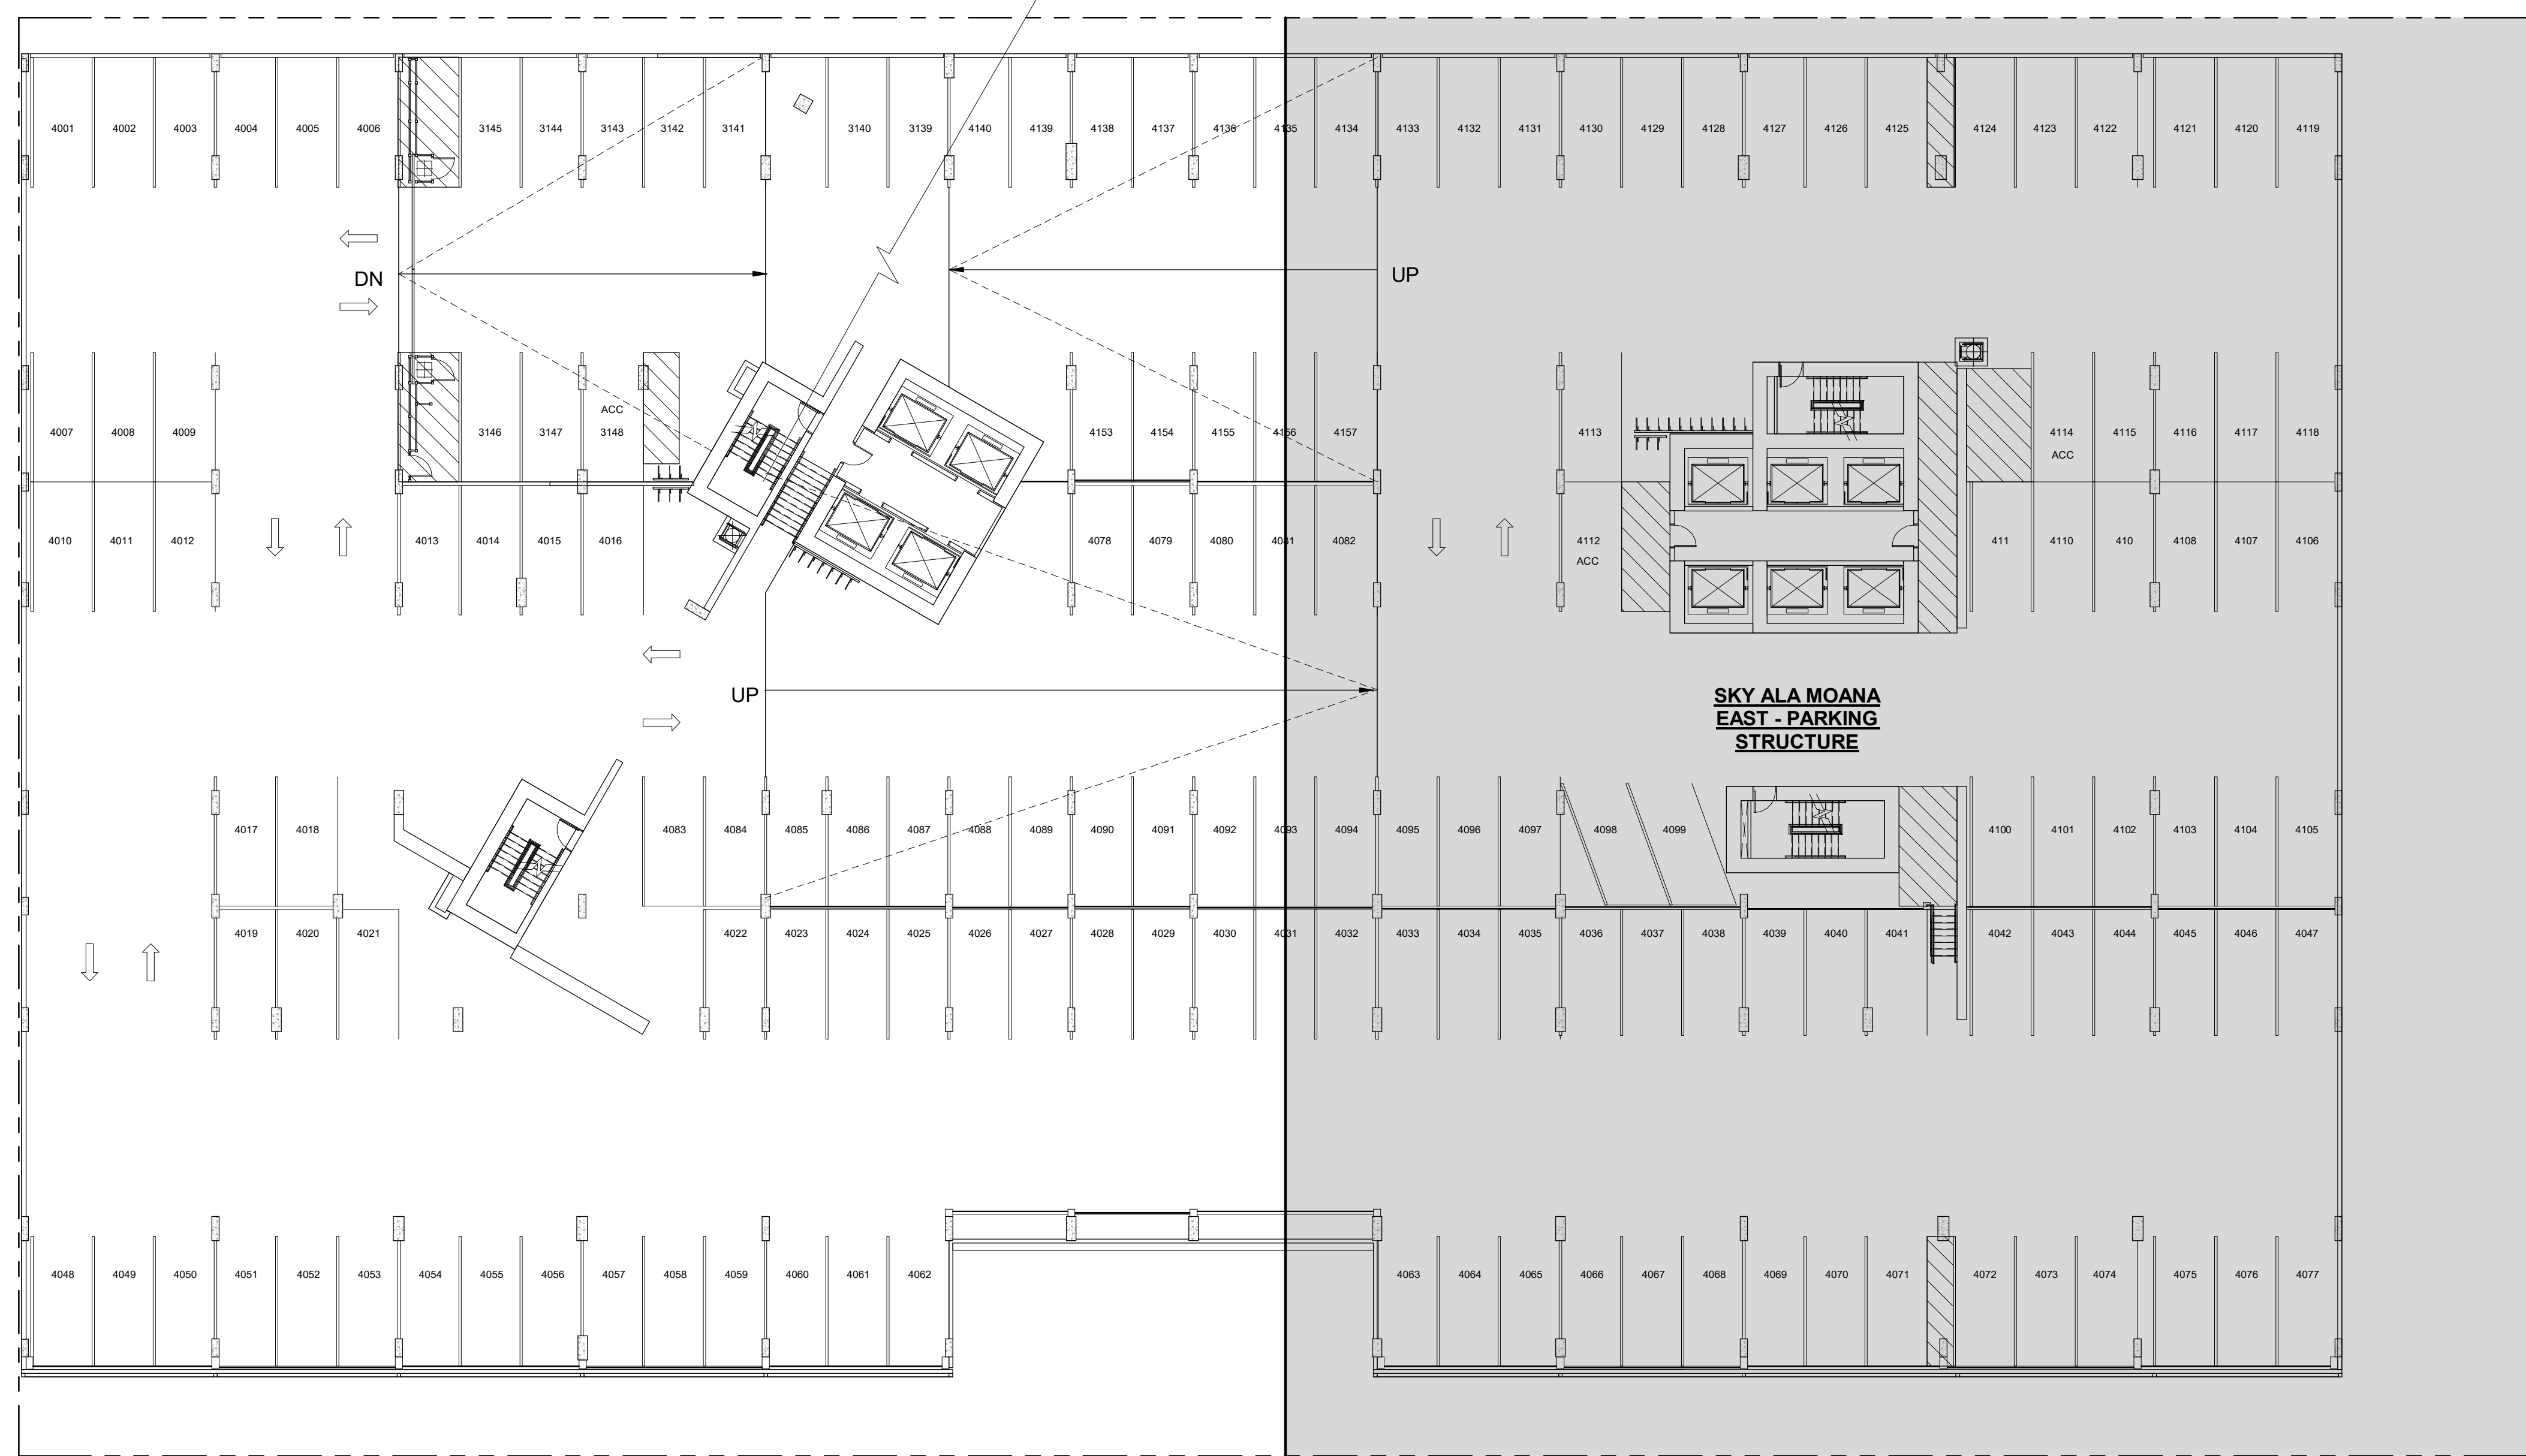 4001 4002 4003 4004 4005 4006 3145 3144 3143 3142 3141 3140 3139 4140 4139 4138 4137 4136 4135 4134 4133 4132 4131 4130 4129 4128 4127 4126 4125 4124 4123 4122 4121 4120 4119
DN
UP
ACC
4007 4008 4009 3146 3147 3148 4153 4154 4155 4156 4157 4113 4114 4115 4116 4117 4118
ACC
4010 4011 4012 4013 4014 4015 4016 4078 4079 4080 4081 4082 4112 411 4110 410 4108 4107 4106
ACC
UP
SKY ALA MOANA
EAST - PARKING
STRUCTURE
4017 4018 4083 4084 4085 4086 4087 4088 4089 4090 4091 4092 4093 4094 4095 4096 4097 4098 4099 4100 4101 4102 4103 4104 4105
4019 4020 4021 4022 4023 4024 4025 4026 4027 4028 4029 4030 4031 4032 4033 4034 4035 4036 4037 4038 4039 4040 4041 4042 4043 4044 4045 4046 4047
4048 4049 4050 4051 4052 4053 4054 4055 4056 4057 4058 4059 4060 4061 4062 4063 4064 4065 4066 4067 4068 4069 4070 4071 4072 4073 4074 4075 4076 4077